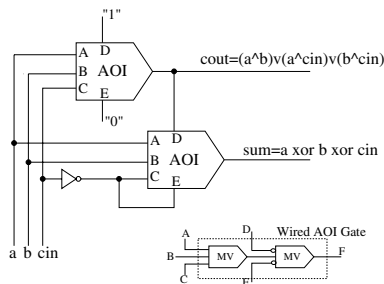 "1"
A
D
B
AOI
C
E
"0"
cout=(a^b)v(a^cin)v(b^cin)
A
D
B
AOI
C
E
sum=a xor b xor cin
a b cin
Wired AOI Gate
A
D
B
MV
MV
F
C
E